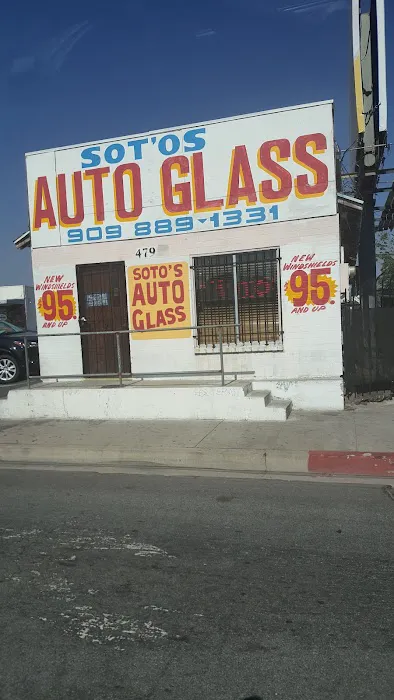 SOT'OS
AUTO GLASS
909 889-1331
479
NEW
WINDSHIELDS
95
AND UP
SOTO'S
AUTO
GLASS
NEW
WINDSHIELDS
95
AND UP